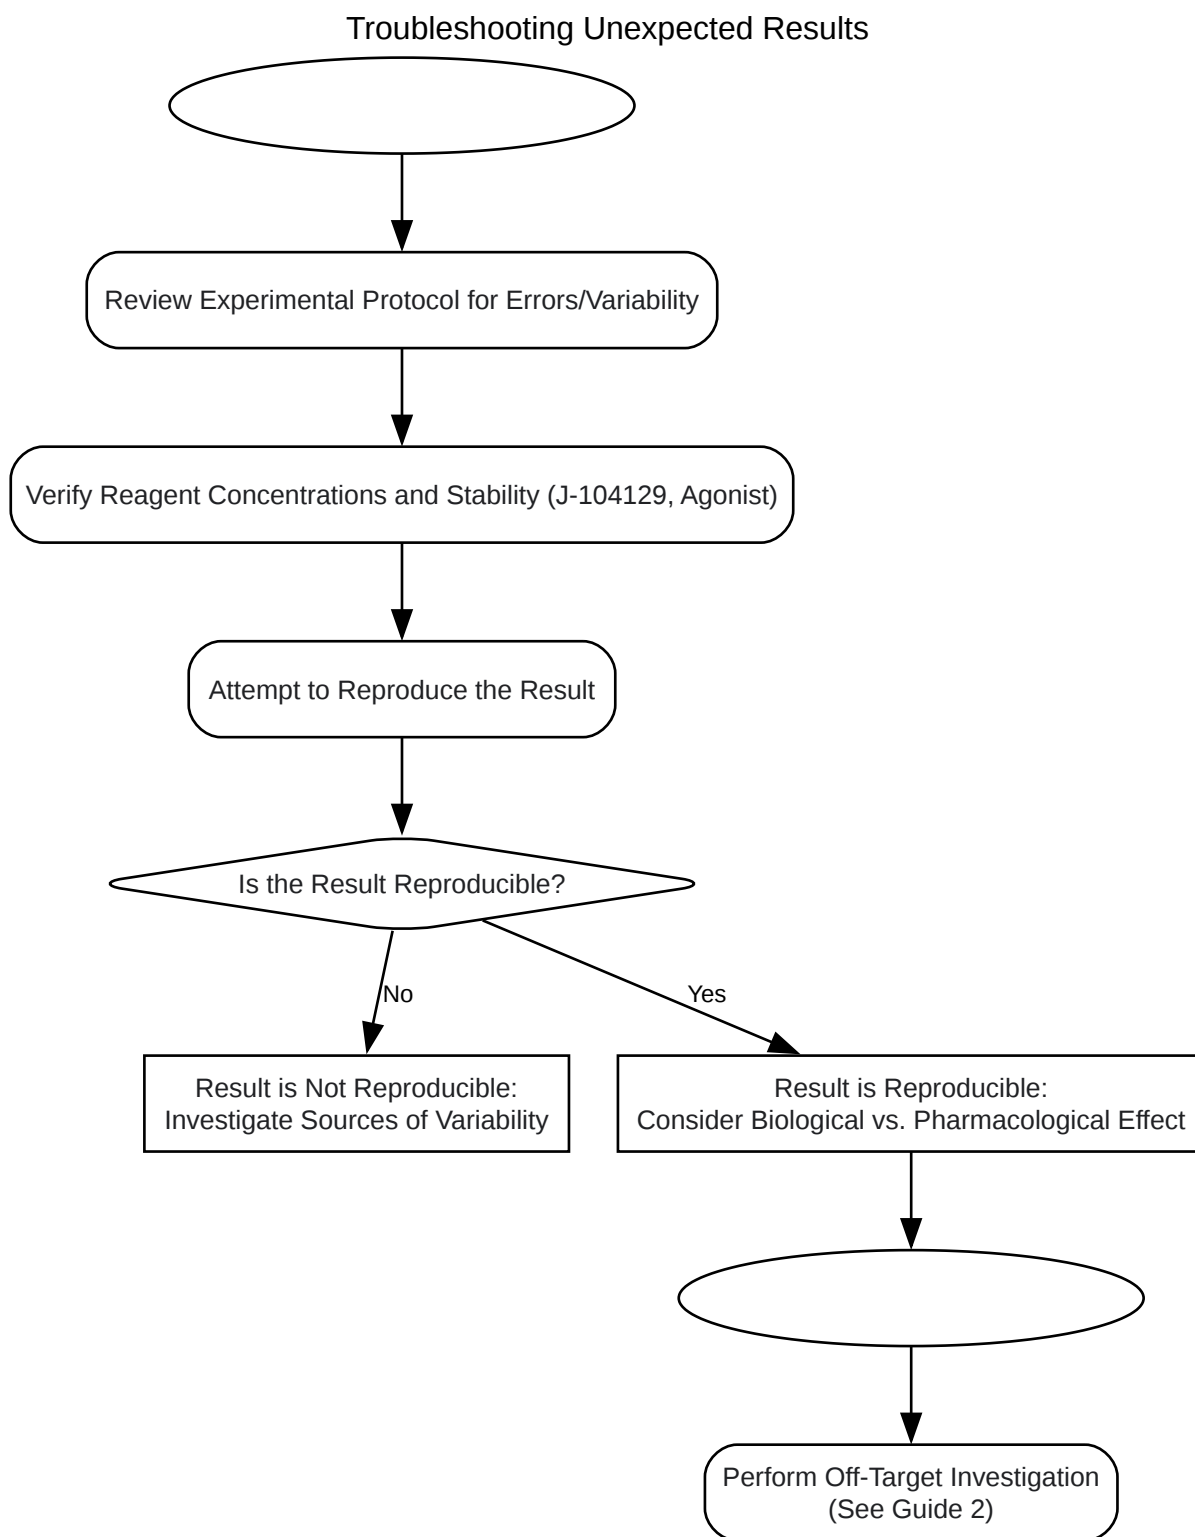 Troubleshooting Unexpected Results
Review Experimental Protocol for Errors/Variability
Verify Reagent Concentrations and Stability (J-104129, Agonist)
Attempt to Reproduce the Result
Is the Result Reproducible?
No
Yes
Result is Not Reproducible:
Investigate Sources of Variability
Result is Reproducible:
Consider Biological vs. Pharmacological Effect
Perform Off-Target Investigation
(See Guide 2)